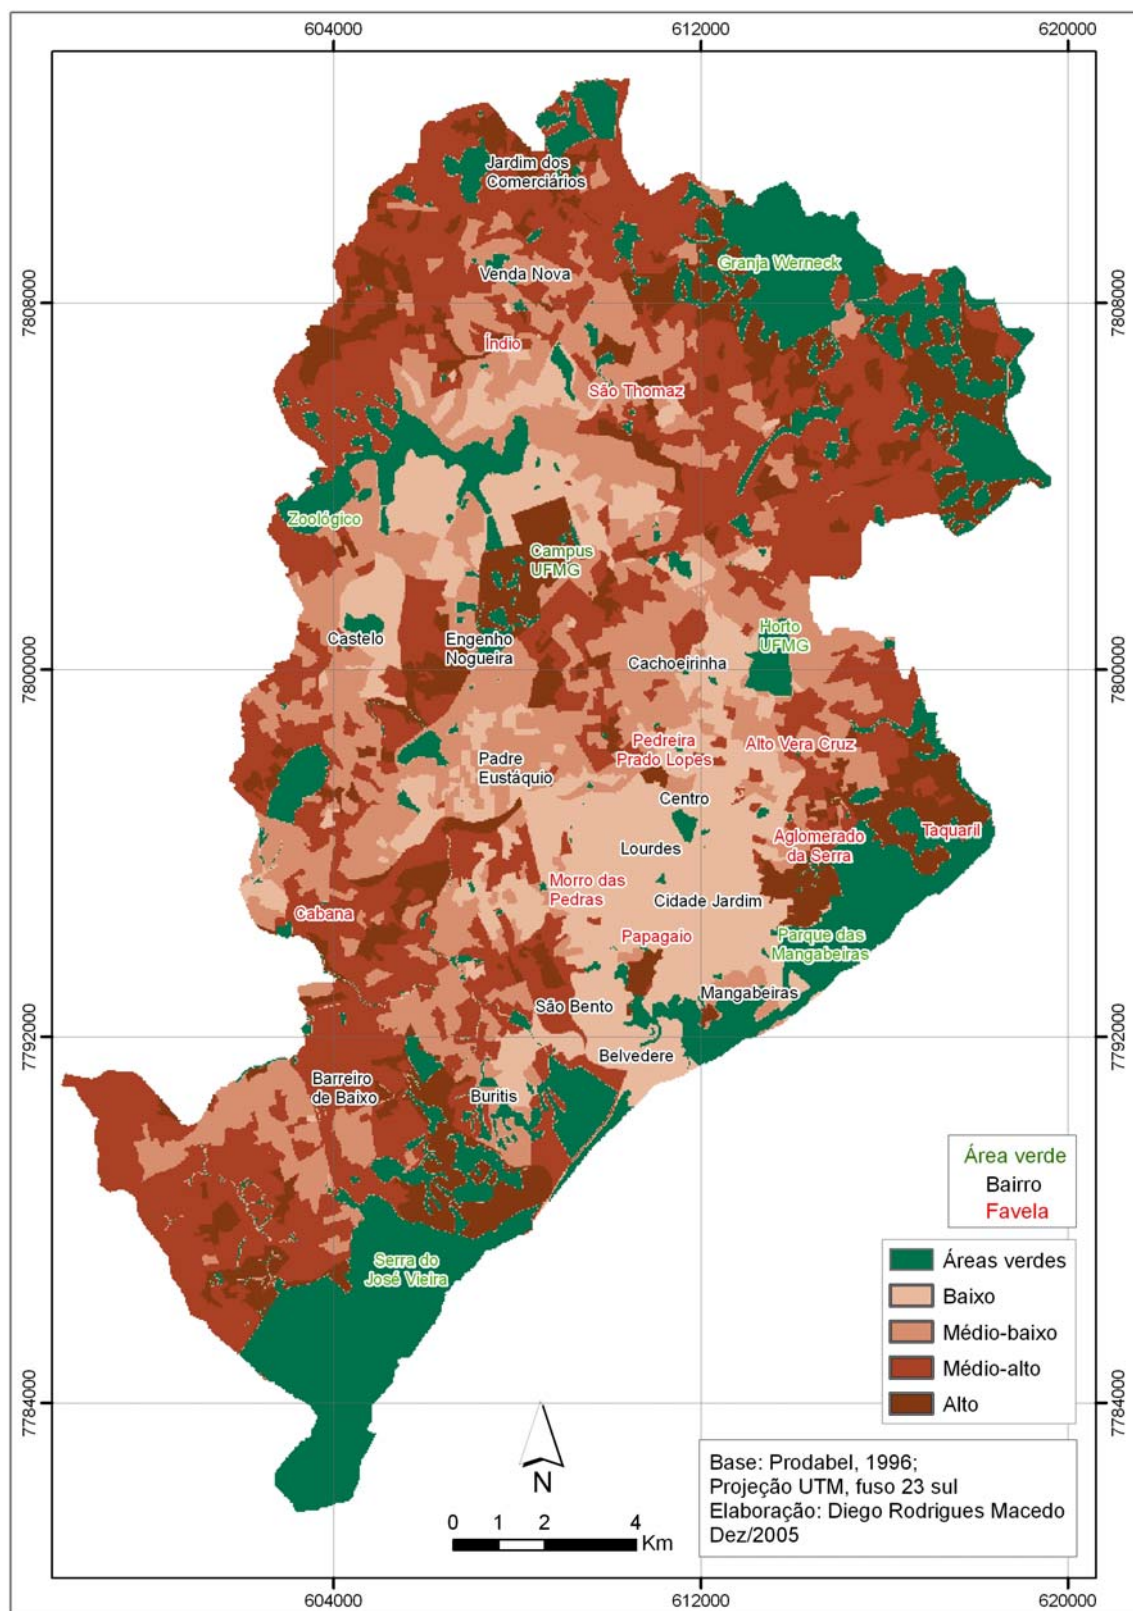 604000
612000
620000
Jardim dos
Comerciários
Granja Werneck
Venda Nova
7808000
7808000
Índio
São Thomaz
Zoológico
Campus
UFMG
Horto
UFMG
Castelo
Engenho
Nogueira
Cachoeirinha
780000
780000
Pedreira
Prado Lopes
Alto Vera Cruz
Padre
Eustáquio
Centro
Aglomerado
da Serra
Taquaril
Lourdes
Morro das
Pedras
Cidade Jardim
Cabana
Papagaio
Parque das
Mangabeiras
Mangabeiras
São Bento
7792000
7792000
Belvedere
Barreiro
de Baixo
Buritis
Área verde
Bairro
Favela
Serra do
José Vieira
Áreas verdes
Baixo
Médio-baixo
Médio-alto
Alto
7784000
7784000
N
Base: Prodabel, 1996;
Projeção UTM, fuso 23 sul
Elaboração: Diego Rodrigues Macedo
Dez/2005
0 1 2 4
Km
604000
612000
620000